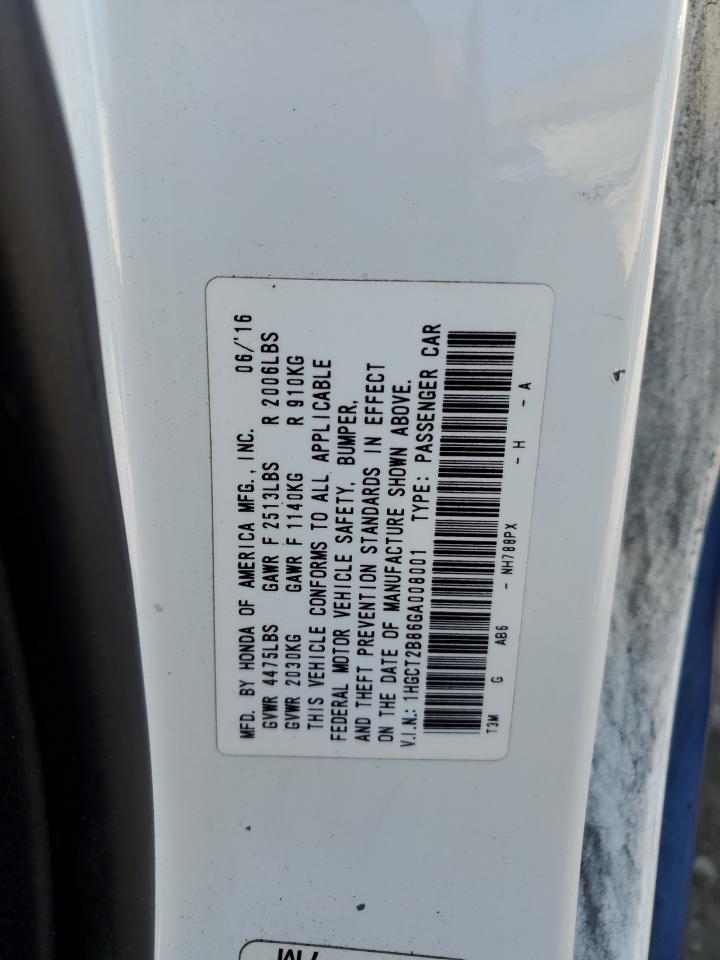 MFD. BY HONDA OF AMERICA MFG., INC. 06/'16
GVWR 4475LBS GAWR F 2513LBS R 2006LBS
GVWR 2030KG GAWR F 1140KG R 910KG
THIS VEHICLE CONFORMS TO ALL APPLICABLE
FEDERAL MOTOR VEHICLE SAFETY, BUMPER,
AND THEFT PREVENTION STANDARDS IN EFFECT
ON THE DATE OF MANUFACTURE SHOWN ABOVE.
V.I.N.: 1HGCT2B86GA008001 TYPE: PASSENGER CAR
T3M G AB6 - NH788PX - H - A